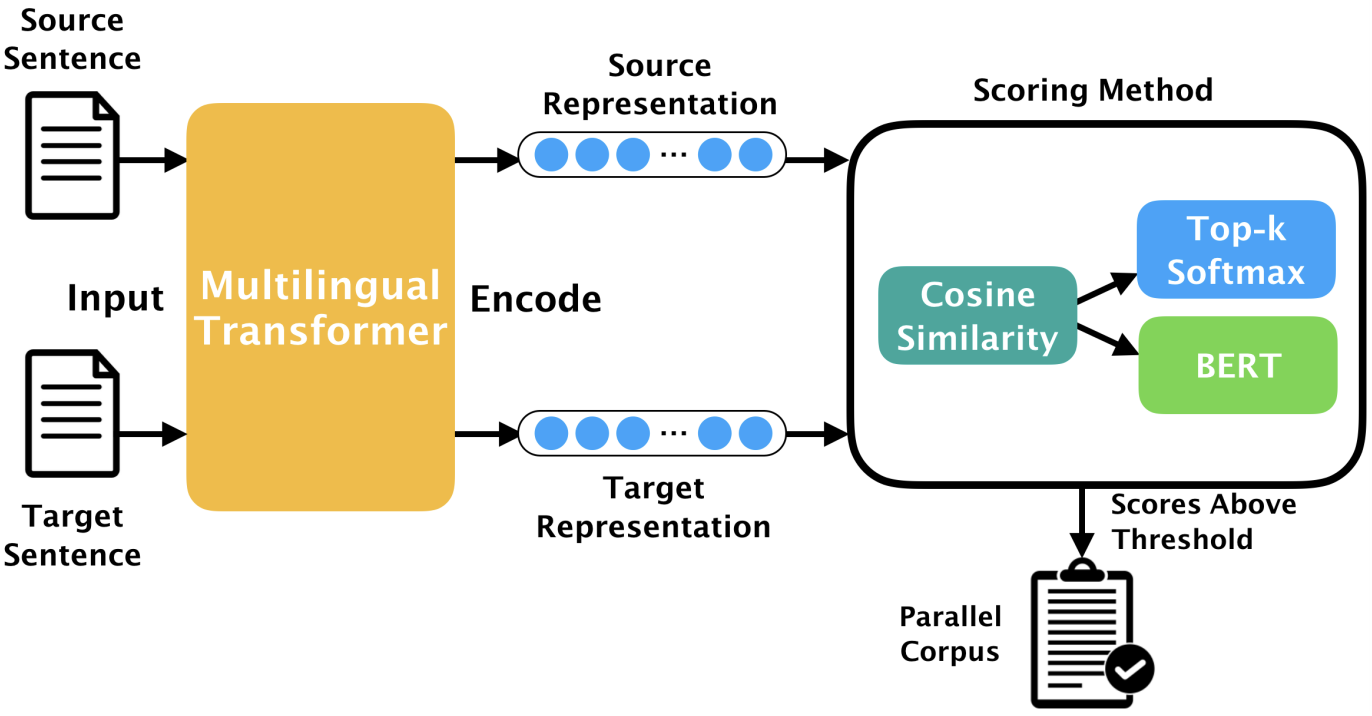 Source
Sentence
Source
Representation
Scoring Method
...
Input
Multilingual
Transformer
Encode
Cosine
Similarity
Top-k
Softmax
BERT
...
Target
Sentence
Target
Representation
Scores Above
Threshold
Parallel
Corpus